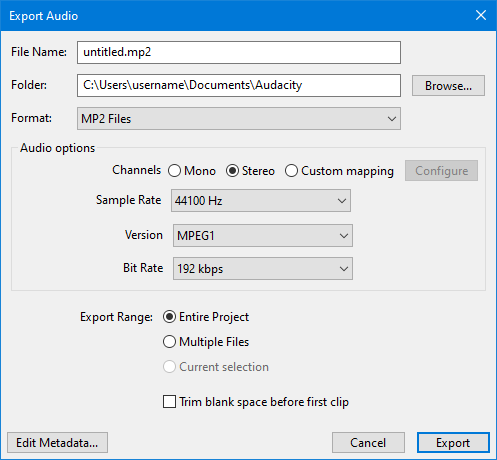 Export Audio
File Name: untitled.mp2
Folder: C:\Users\username\Documents\Audacity Browse...
Format: MP2 Files
Audio options
Channels Mono Stereo Custom mapping Configure
Sample Rate 44100 Hz
Version MPEG1
Bit Rate 192 kbps
Export Range: Entire Project
Multiple Files
Current selection
Trim blank space before first clip
Edit Metadata... Cancel Export